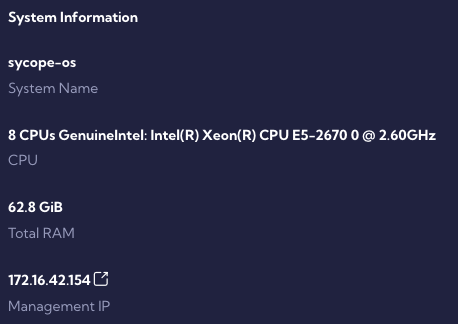 System Information
sycope-os
System Name
8 CPUs GenuineIntel: Intel(R) Xeon(R) CPU E5-2670 0 @ 2.60GHz
CPU
62.8 GiB
Total RAM
172.16.42.154
Management IP